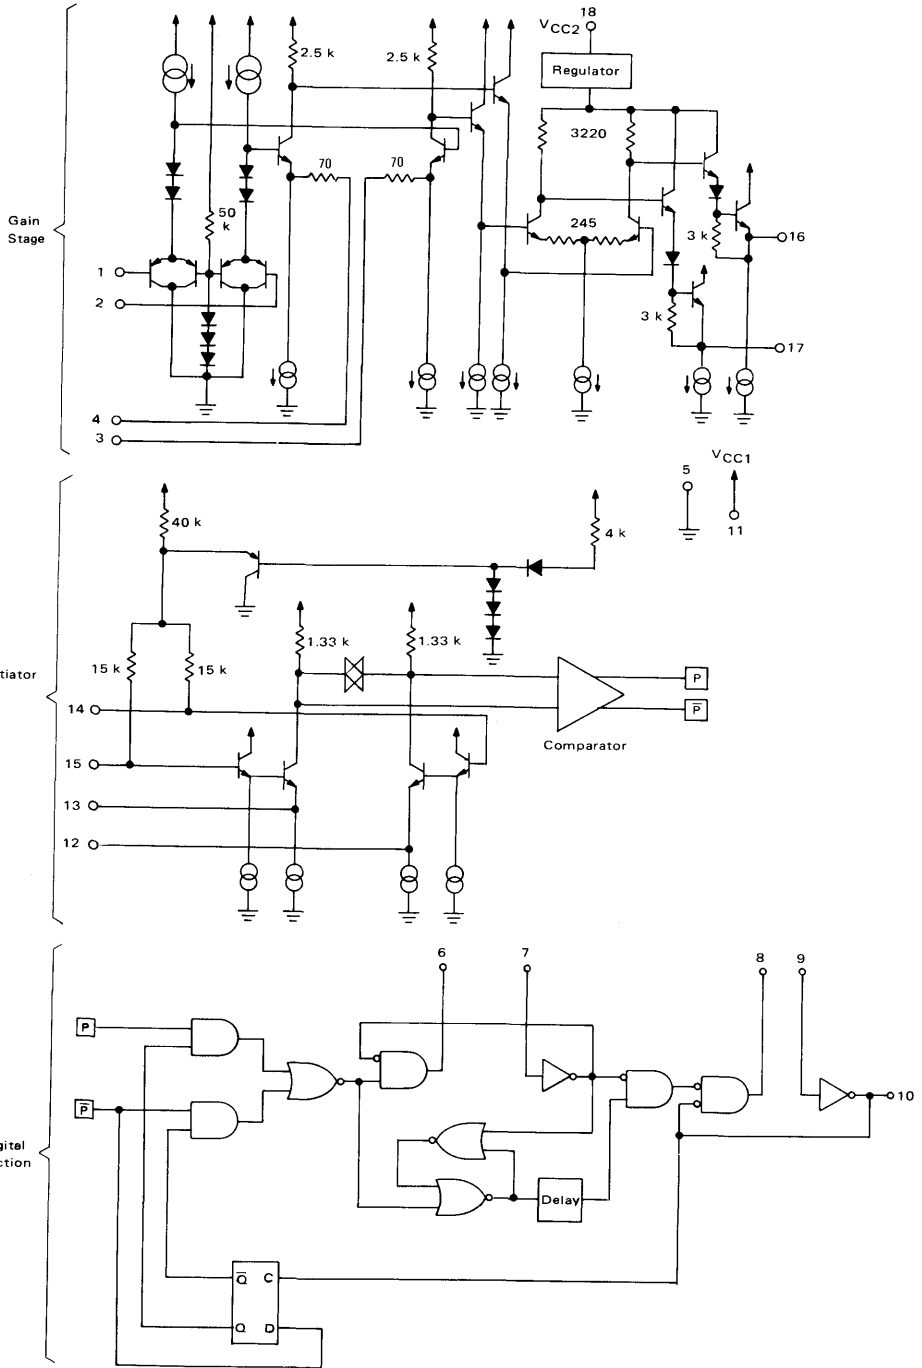 18
VCC2
2.5 k
2.5 k
Regulator
3220
70
70
Gain
Stage
50
k
245
3 k
16
1
2
3 k
17
4
3
VCC1
5
11
40 k
4 k
1.33 k
1.33 k
15 k
15 k
tiator
P
14
P̅
Comparator
15
13
12
6
7
8
9
P
10
P̅
gital
ction
Delay
Q̅ C
Q D